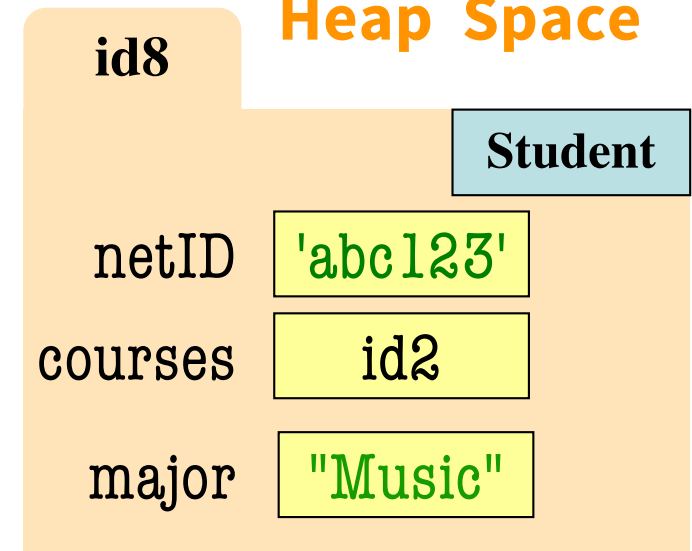 Heap Space
id8
Student
netID 'abc123'
courses id2
major "Music"